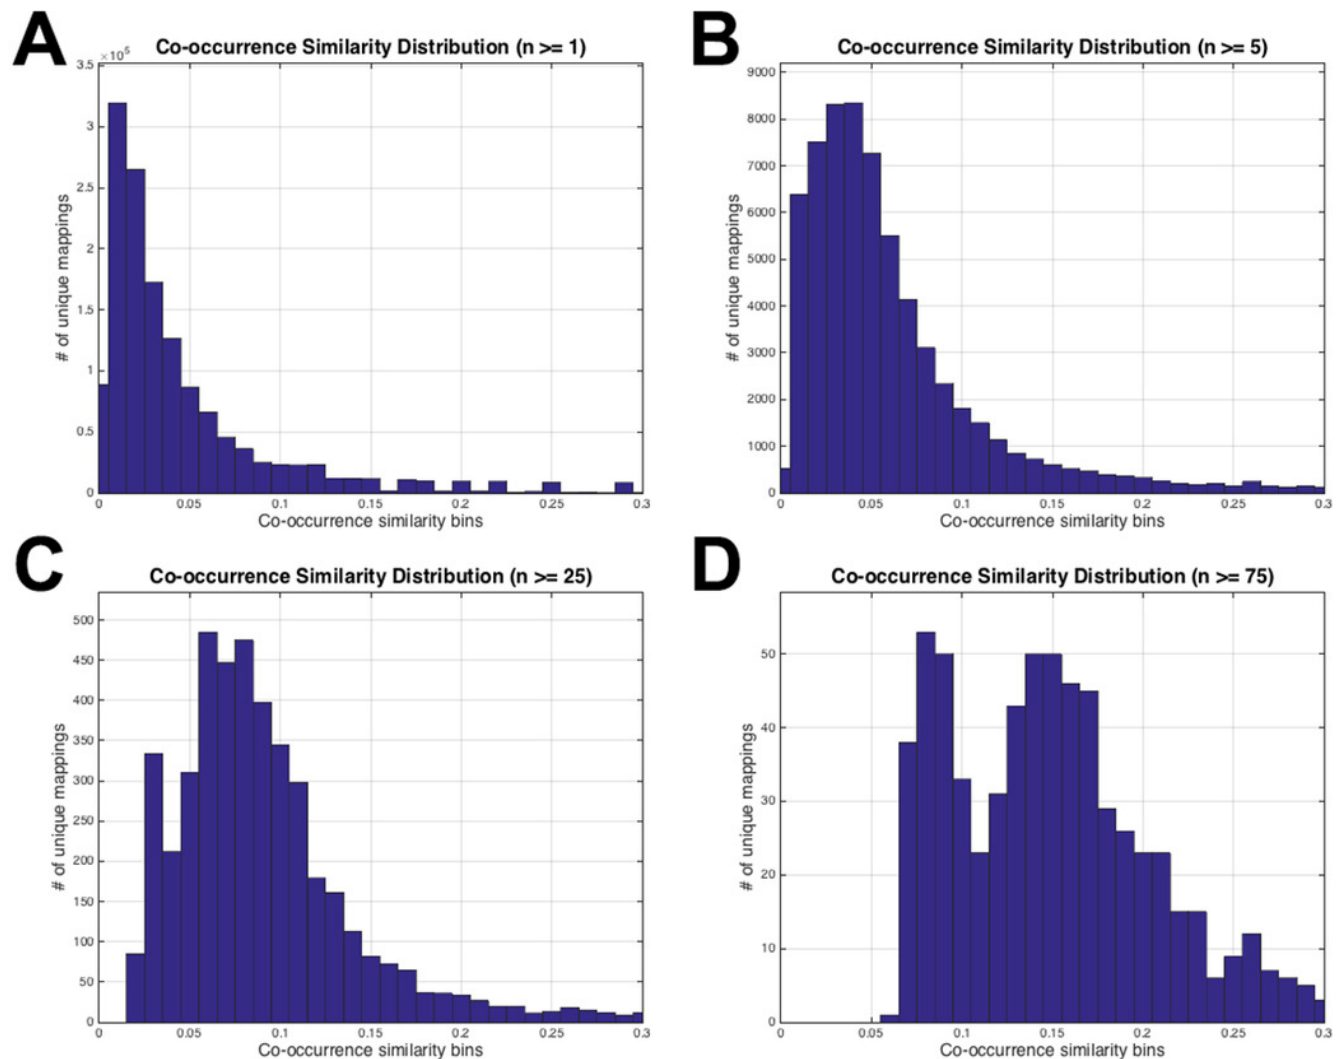 A
Co-occurrence Similarity Distribution (n >= 1)
×10⁵
3.5
3
2.5
2
1.5
1
0.5
0
# of unique mappings
0 0.05 0.1 0.15 0.2 0.25 0.3
Co-occurrence similarity bins
B
Co-occurrence Similarity Distribution (n >= 5)
9000
8000
7000
6000
5000
4000
3000
2000
1000
0
# of unique mappings
0 0.05 0.1 0.15 0.2 0.25 0.3
Co-occurrence similarity bins
C
Co-occurrence Similarity Distribution (n >= 25)
500
450
400
350
300
250
200
150
100
50
0
# of unique mappings
0 0.05 0.1 0.15 0.2 0.25 0.3
Co-occurrence similarity bins
D
Co-occurrence Similarity Distribution (n >= 75)
50
40
30
20
10
0
# of unique mappings
0 0.05 0.1 0.15 0.2 0.25 0.3
Co-occurrence similarity bins